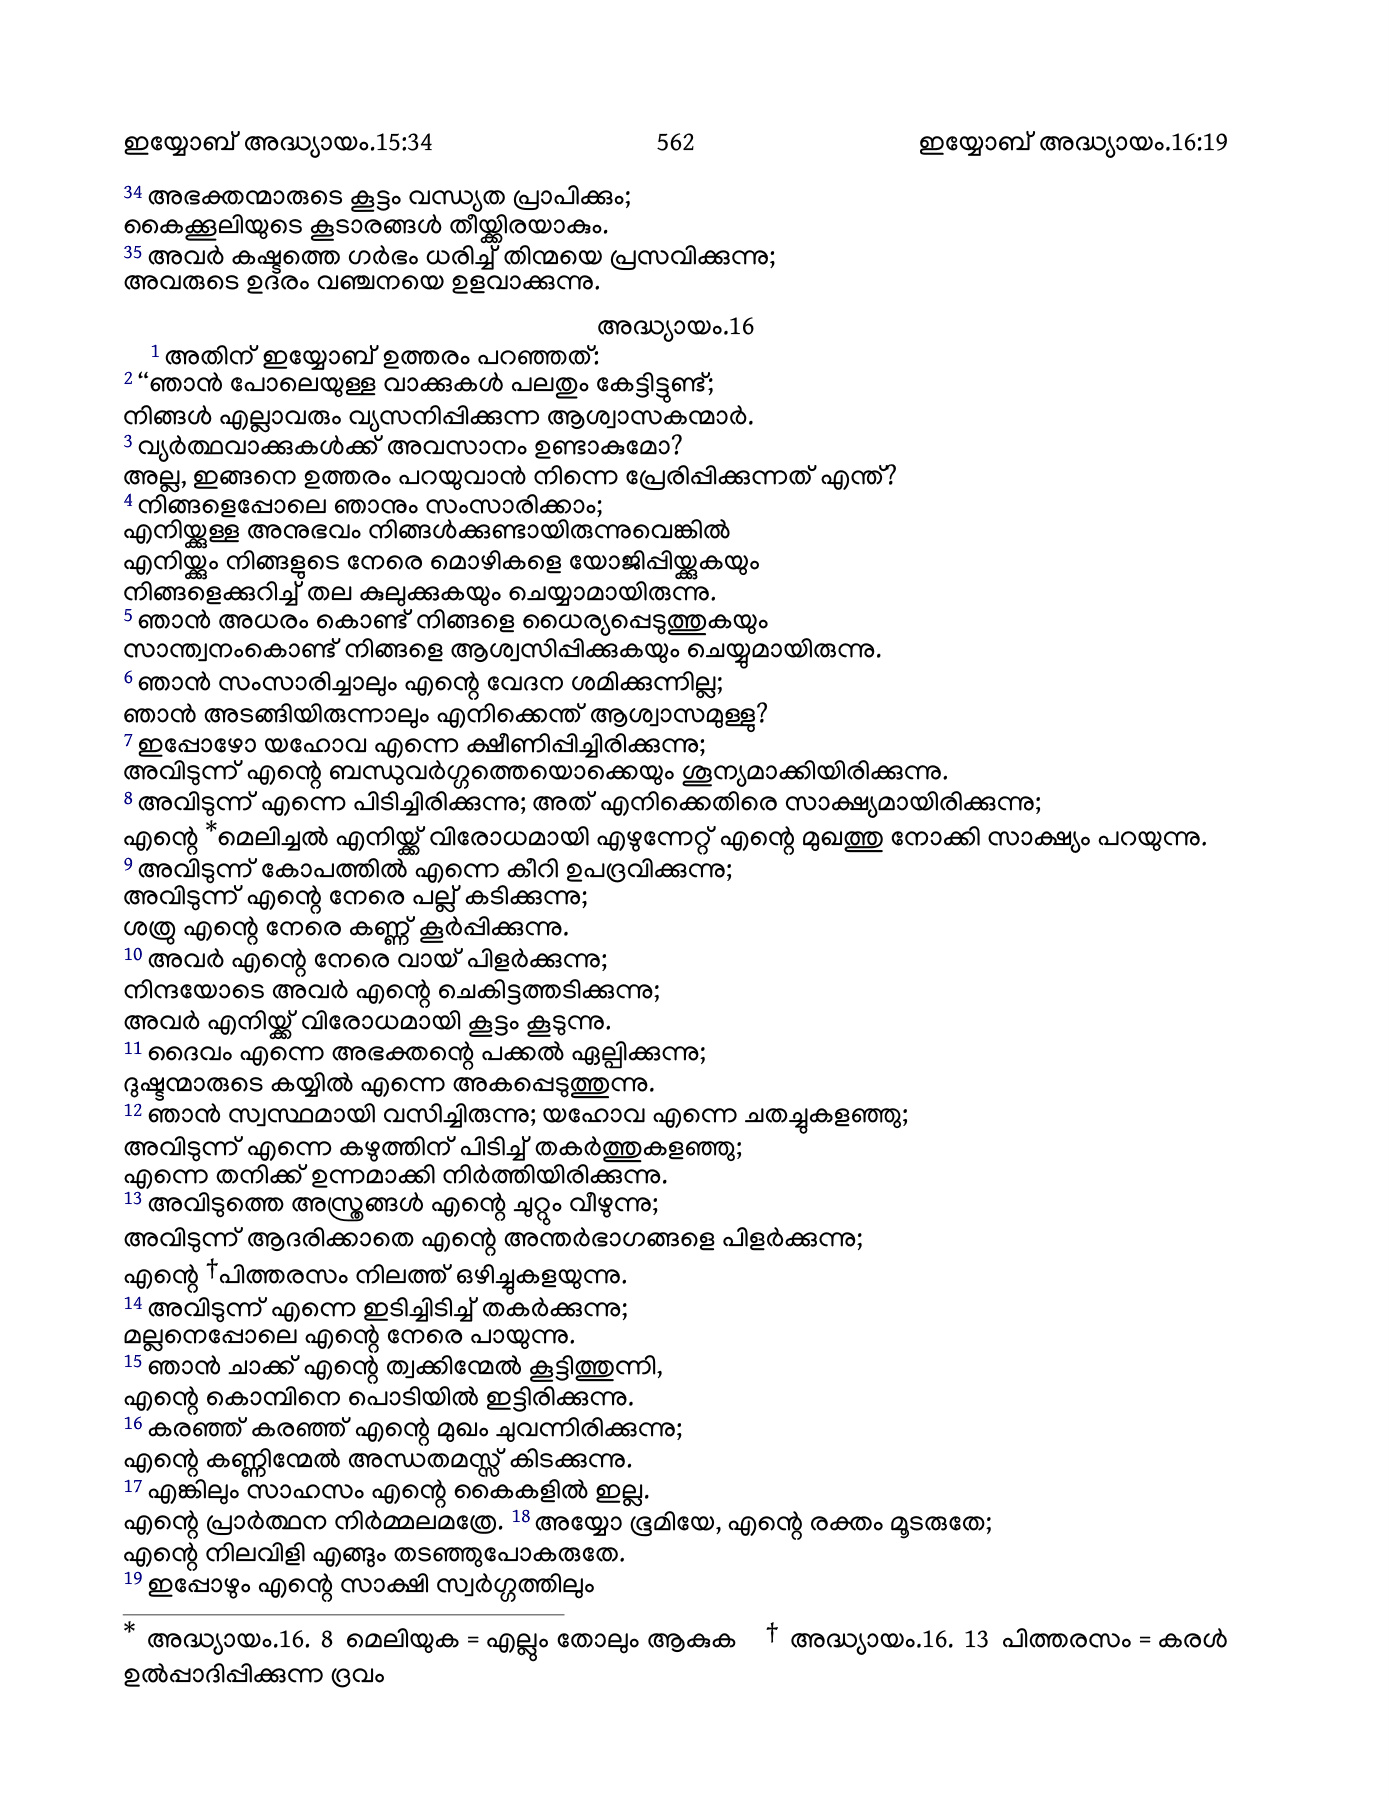 ഇയ്യോബ് അദ്ധ്യായം.15:34 562 ഇയ്യോബ് അദ്ധ്യായം.16:19
34 അഭക്തന്മാരുടെ കൂട്ടം വന്ധ്യത പ്രാപിക്കും;
കൈക്കൂലിയുടെ കൂടാരങ്ങൾ തീയ്ക്കിരയാകും.
35 അവർ കഷ്ടത്തെ ഗർഭം ധരിച്ച് തിന്മയെ പ്രസവിക്കുന്നു;
അവരുടെ ഉദരം വഞ്ചനയെ ഉളവാക്കുന്നു.
അദ്ധ്യായം.16
1 അതിന് ഇയ്യോബ് ഉത്തരം പറഞ്ഞത്:
2 “ഞാൻ പോലെയുള്ള വാക്കുകൾ പലതും കേട്ടിട്ടുണ്ട്;
നിങ്ങൾ എല്ലാവരും വ്യസനിപ്പിക്കുന്ന ആശ്വാസകന്മാർ.
3 വ്യർത്ഥവാക്കുകൾക്ക് അവസാനം ഉണ്ടാകുമോ?
അല്ല, ഇങ്ങനെ ഉത്തരം പറയുവാൻ നിന്നെ പ്രേരിപ്പിക്കുന്നത് എന്ത്?
4 നിങ്ങളെപ്പോലെ ഞാനും സംസാരിക്കാം;
എനിയ്ക്കുള്ള അനുഭവം നിങ്ങൾക്കുണ്ടായിരുന്നുവെങ്കിൽ
എനിയ്ക്കും നിങ്ങളുടെ നേരെ മൊഴികളെ യോജിപ്പിയ്ക്കുകയും
നിങ്ങളെക്കുറിച്ച് തല കുലുക്കുകയും ചെയ്യാമായിരുന്നു.
5 ഞാൻ അധരം കൊണ്ട് നിങ്ങളെ ധൈര്യപ്പെടുത്തുകയും
സാന്ത്വനംകൊണ്ട് നിങ്ങളെ ആശ്വസിപ്പിക്കുകയും ചെയ്യുമായിരുന്നു.
6 ഞാൻ സംസാരിച്ചാലും എന്റെ വേദന ശമിക്കുന്നില്ല;
ഞാൻ അടങ്ങിയിരുന്നാലും എനിക്കെന്ത് ആശ്വാസമുള്ളു?
7 ഇപ്പോഴോ യഹോവ എന്നെ ക്ഷീണിപ്പിച്ചിരിക്കുന്നു;
അവിടുന്ന് എന്റെ ബന്ധുവർഗ്ഗത്തെയൊക്കെയും ശൂന്യമാക്കിയിരിക്കുന്നു.
8 അവിടുന്ന് എന്നെ പിടിച്ചിരിക്കുന്നു; അത് എനിക്കെതിരെ സാക്ഷ്യമായിരിക്കുന്നു;
എന്റെ *മെലിച്ചൽ എനിയ്ക്ക് വിരോധമായി എഴുന്നേറ്റ് എന്റെ മുഖത്തു നോക്കി സാക്ഷ്യം പറയുന്നു.
9 അവിടുന്ന് കോപത്തിൽ എന്നെ കീറി ഉപദ്രവിക്കുന്നു;
അവിടുന്ന് എന്റെ നേരെ പല്ല് കടിക്കുന്നു;
ശത്രു എന്റെ നേരെ കണ്ണ് കൂർപ്പിക്കുന്നു.
10 അവർ എന്റെ നേരെ വായ് പിളർക്കുന്നു;
നിന്ദയോടെ അവർ എന്റെ ചെകിട്ടത്തടിക്കുന്നു;
അവർ എനിയ്ക്ക് വിരോധമായി കൂട്ടം കൂടുന്നു.
11 ദൈവം എന്നെ അഭക്തന്റെ പക്കൽ ഏല്പിക്കുന്നു;
ദുഷ്ടന്മാരുടെ കയ്യിൽ എന്നെ അകപ്പെടുത്തുന്നു.
12 ഞാൻ സ്വസ്ഥമായി വസിച്ചിരുന്നു; യഹോവ എന്നെ ചതച്ചുകളഞ്ഞു;
അവിടുന്ന് എന്നെ കഴുത്തിന് പിടിച്ച് തകർത്തുകളഞ്ഞു;
എന്നെ തനിക്ക് ഉന്നമാക്കി നിർത്തിയിരിക്കുന്നു.
13 അവിടുത്തെ അസ്ത്രങ്ങൾ എന്റെ ചുറ്റും വീഴുന്നു;
അവിടുന്ന് ആദരിക്കാതെ എന്റെ അന്തർഭാഗങ്ങളെ പിളർക്കുന്നു;
എന്റെ †പിത്തരസം നിലത്ത് ഒഴിച്ചുകളയുന്നു.
14 അവിടുന്ന് എന്നെ ഇടിച്ചിടിച്ച് തകർക്കുന്നു;
മല്ലനെപ്പോലെ എന്റെ നേരെ പായുന്നു.
15 ഞാൻ ചാക്ക് എന്റെ ത്വക്കിന്മേൽ കൂട്ടിത്തുന്നി,
എന്റെ കൊമ്പിനെ പൊടിയിൽ ഇട്ടിരിക്കുന്നു.
16 കരഞ്ഞ് കരഞ്ഞ് എന്റെ മുഖം ചുവന്നിരിക്കുന്നു;
എന്റെ കണ്ണിന്മേൽ അന്ധതമസ്സ് കിടക്കുന്നു.
17 എങ്കിലും സാഹസം എന്റെ കൈകളിൽ ഇല്ല.
എന്റെ പ്രാർത്ഥന നിർമ്മലമത്രേ. 18 അയ്യോ ഭൂമിയേ, എന്റെ രക്തം മൂടരുതേ;
എന്റെ നിലവിളി എങ്ങും തടഞ്ഞുപോകരുതേ.
19 ഇപ്പോഴും എന്റെ സാക്ഷി സ്വർഗ്ഗത്തിലും
* അദ്ധ്യായം.16. 8 മെലിയുക = എല്ലും തോലും ആകുക † അദ്ധ്യായം.16. 13 പിത്തരസം = കരൾ
ഉൽപ്പാദിപ്പിക്കുന്ന ദ്രവം